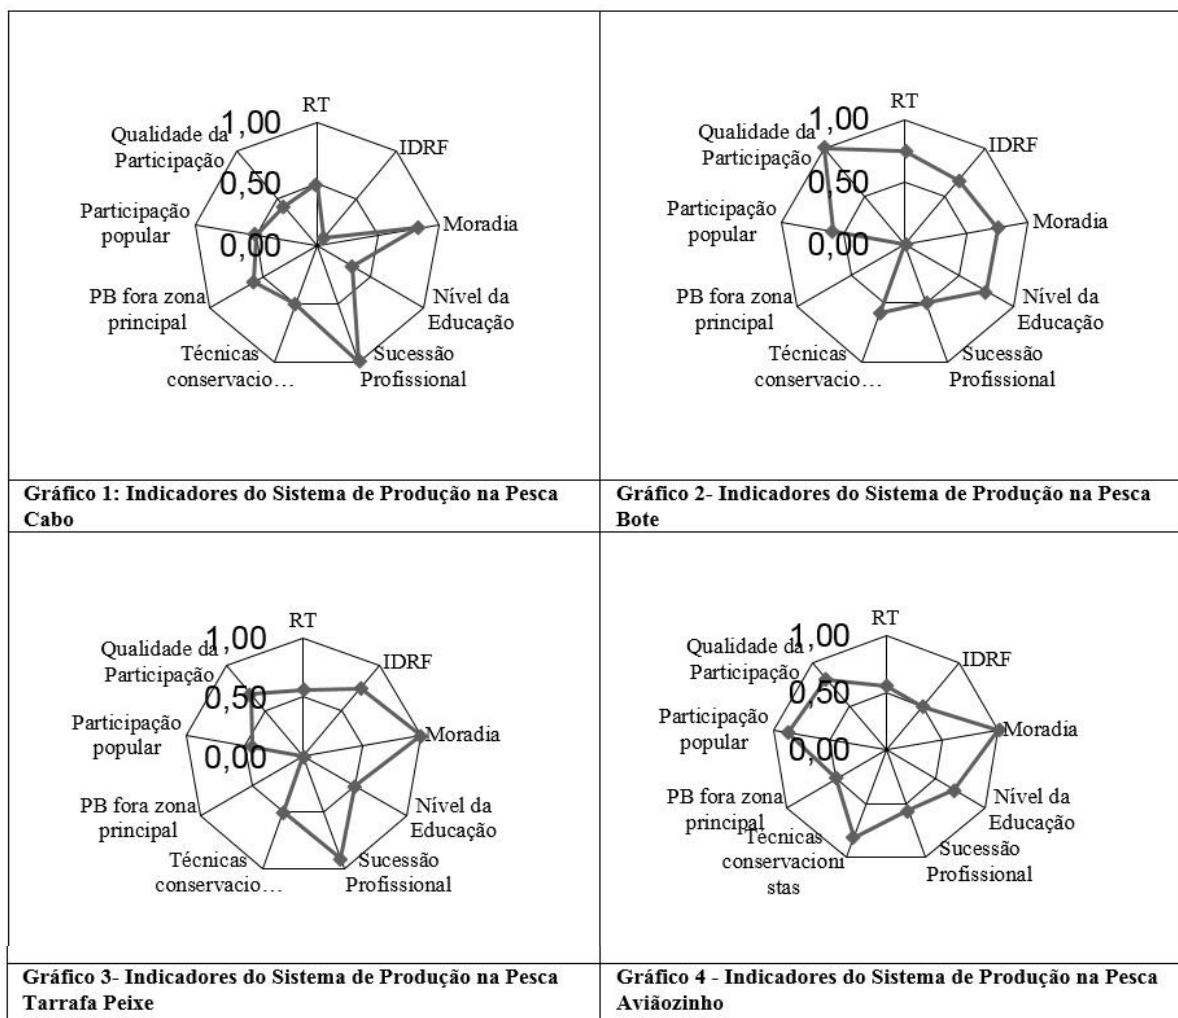 RT
1,00
Qualidade da
Participação
IDRF
0,50
Participação
popular
Moradia
0,00
PB fora zona
principal
Nível da
Educação
Técnicas
conservacio…
Sucessão
Profissional
Gráfico 1: Indicadores do Sistema de Produção na Pesca
Cabo
RT
1,00
Qualidade da
Participação
IDRF
0,50
Participação
popular
Moradia
0,00
PB fora zona
principal
Nível da
Educação
Técnicas
conservacio…
Sucessão
Profissional
Gráfico 2- Indicadores do Sistema de Produção na Pesca
Bote
RT
1,00
Qualidade da
Participação
IDRF
0,50
Participação
popular
Moradia
0,00
PB fora zona
principal
Nível da
Educação
Técnicas
conservacio…
Sucessão
Profissional
Gráfico 3- Indicadores do Sistema de Produção na Pesca
Tarrafa Peixe
RT
1,00
Qualidade da
Participação
IDRF
0,50
Participação
popular
Moradia
0,00
PB fora zona
principal
Nível da
Educação
Técnicas
conservacioni
stas
Sucessão
Profissional
Gráfico 4 - Indicadores do Sistema de Produção na Pesca
Aviãozinho